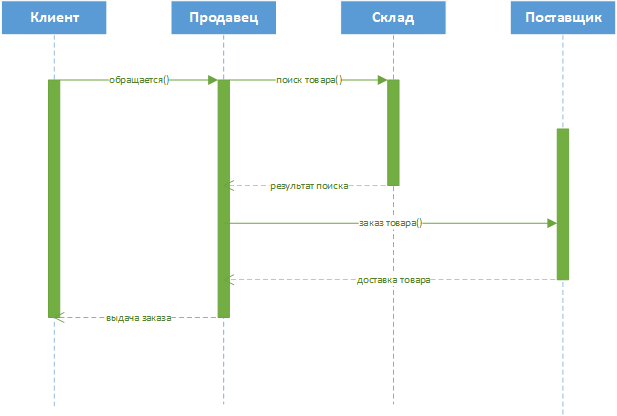 Клиент
Продавец
Склад
Поставщик
обращается()
поиск товара()
результат поиска
заказ товара()
доставка товара
выдача заказа